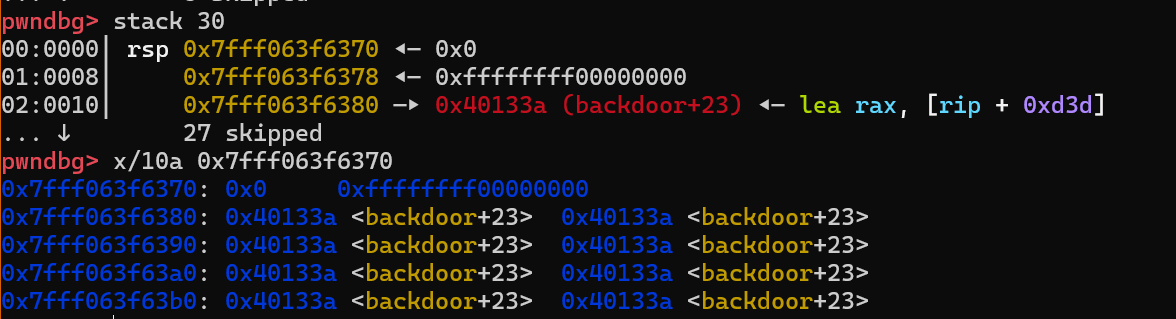 pwndbg> stack 30
00:0000│ rsp 0x7fff063f6370 ◂— 0x0
01:0008│     0x7fff063f6378 ◂— 0xffffffff00000000
02:0010│     0x7fff063f6380 —▸ 0x40133a (backdoor+23) ◂— lea rax, [rip + 0xd3d]
... ↓        27 skipped
pwndbg> x/10a 0x7fff063f6370
0x7fff063f6370: 0x0     0xffffffff00000000
0x7fff063f6380: 0x40133a <backdoor+23>  0x40133a <backdoor+23>
0x7fff063f6390: 0x40133a <backdoor+23>  0x40133a <backdoor+23>
0x7fff063f63a0: 0x40133a <backdoor+23>  0x40133a <backdoor+23>
0x7fff063f63b0: 0x40133a <backdoor+23>  0x40133a <backdoor+23>